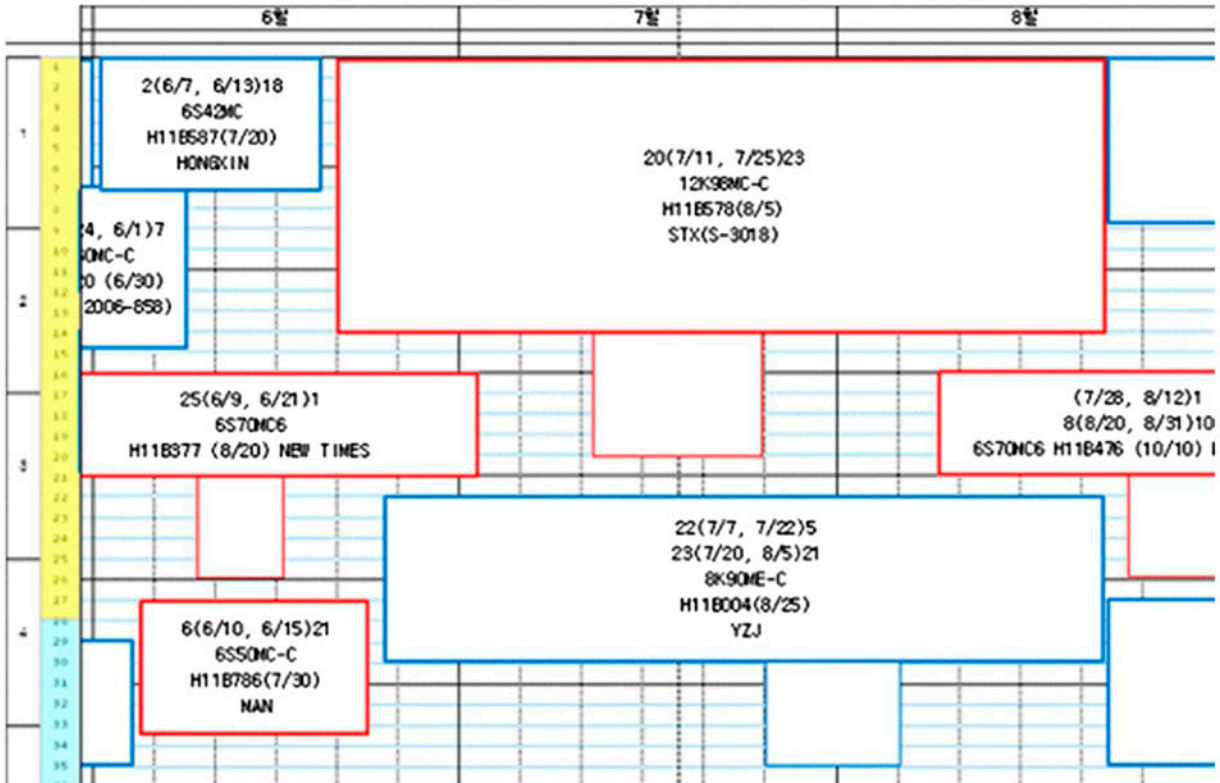 6월 7월 8월
2(6/7, 6/13)18
6S42MC
H11B587(7/20)
HONGXIN
20(7/11, 7/25)23
12K98MC-C
H11B578(8/5)
STX(S-3018)
4, 6/1)7
0MC-C
0 (6/30)
2006-858)
25(6/9, 6/21)1
6S70MC6
H11B377 (8/20) NEW TIMES
(7/28, 8/12)1
8(8/20, 8/31)10
6S70MC6 H11B476 (10/10)
22(7/7, 7/22)5
23(7/20, 8/5)21
8K90ME-C
H11B004(8/25)
YZJ
6(6/10, 6/15)21
6S50MC-C
H11B786(7/30)
MAN
1
2
3
4
1
2
3
4
5
6
7
8
9
10
11
12
13
14
15
16
17
18
19
20
21
22
23
24
25
26
27
28
29
30
31
32
33
34
35